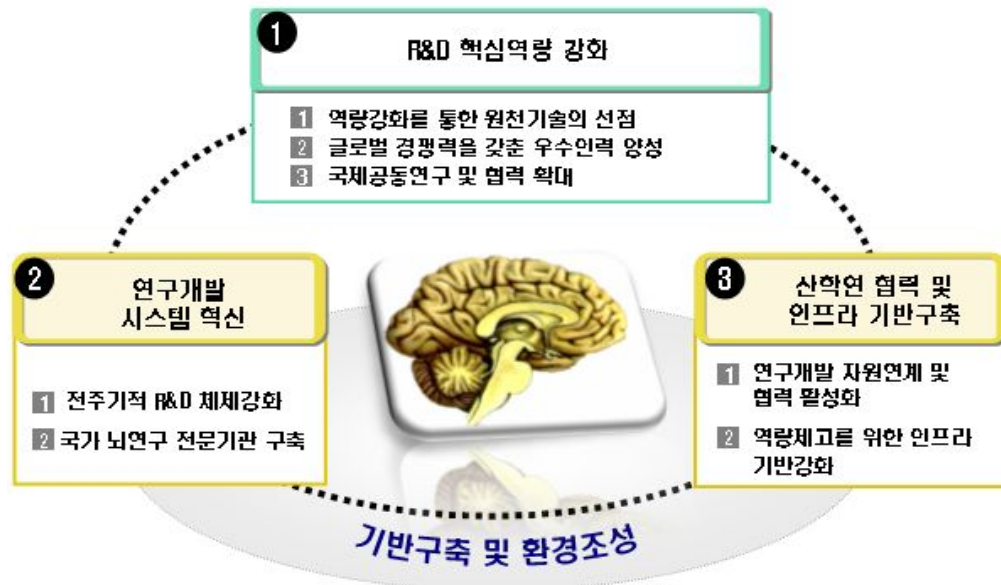 1
R&D 핵심역량 강화
1 역량강화를 통한 원천기술의 선점
2 글로벌 경쟁력을 갖춘 우수인력 양성
3 국제공동연구 및 협력 확대
2
연구개발
시스템 혁신
1 전주기적 R&D 체제강화
2 국가 뇌연구 전문기관 구축
3
산학연 협력 및
인프라 기반구축
1 연구개발 자원연계 및
협력 활성화
2 역량제고를 위한 인프라
기반강화
기반구축 및 환경조성